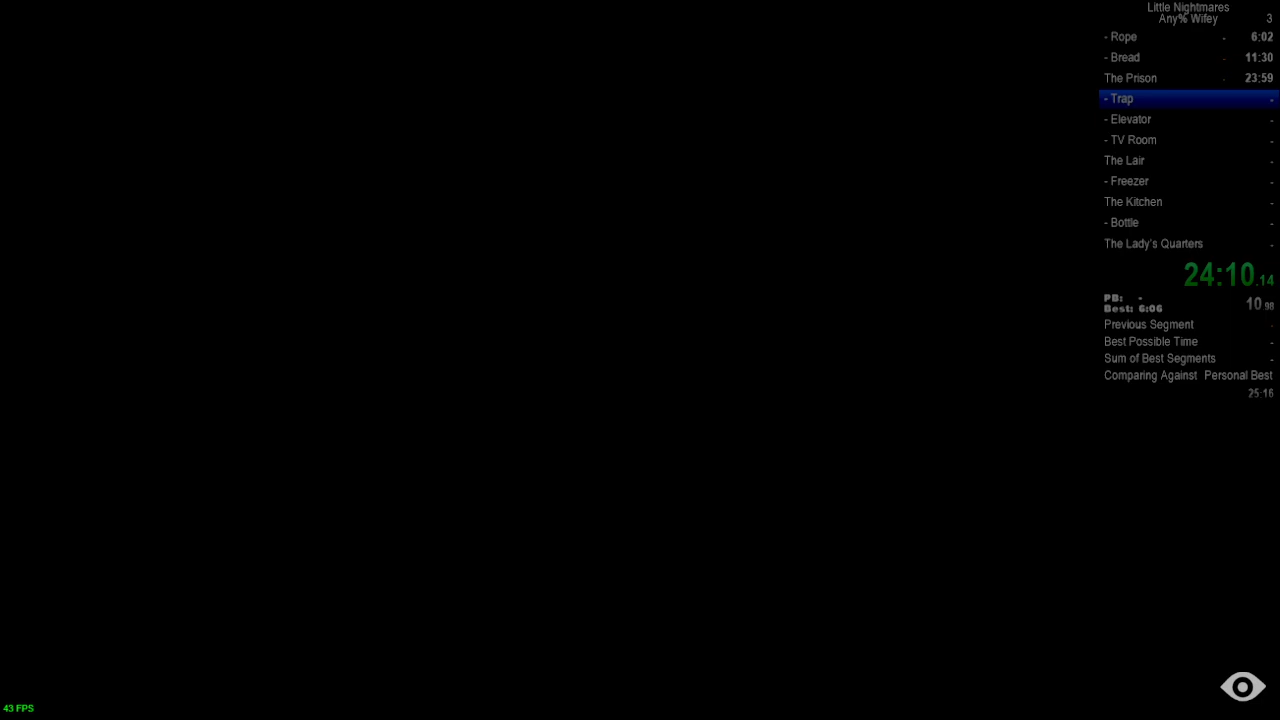 Little Nightmares
Any% Wifey 3
- Rope - 6:02
- Bread - 11:30
The Prison - 23:59
- Trap -
- Elevator -
- TV Room -
The Lair -
- Freezer -
The Kitchen -
- Bottle -
The Lady's Quarters -
24:10.14
PB: - 10.98
Best: 6:06
Previous Segment -
Best Possible Time -
Sum of Best Segments -
Comparing Against Personal Best
25:16
43 FPS